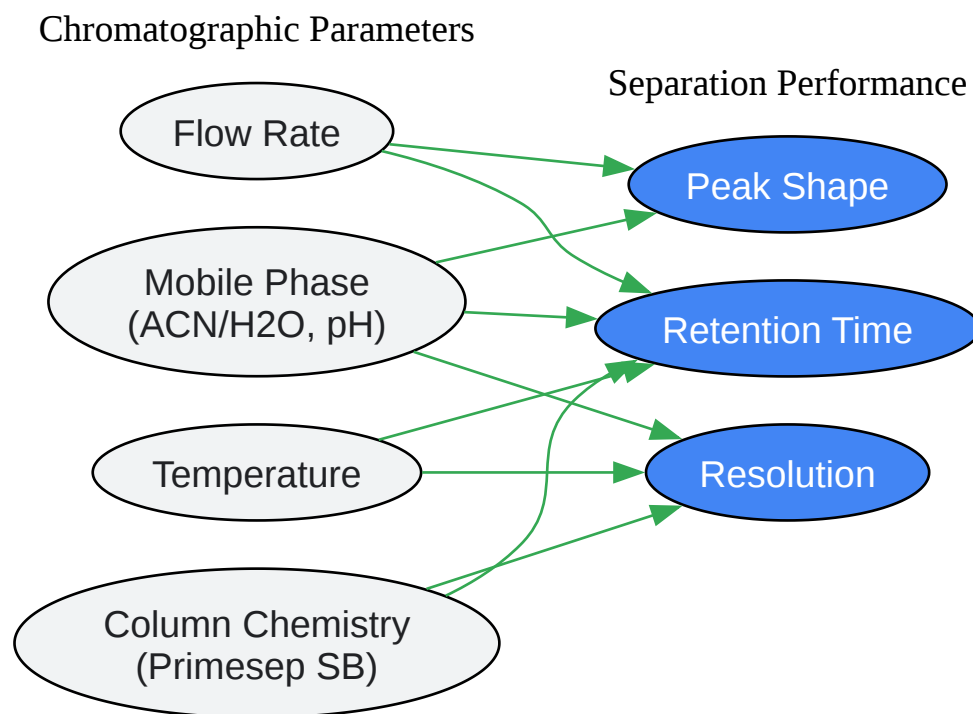 Chromatographic Parameters
Flow Rate
Mobile Phase
(ACN/H2O, pH)
Temperature
Column Chemistry
(Primesep SB)
Separation Performance
Peak Shape
Retention Time
Resolution